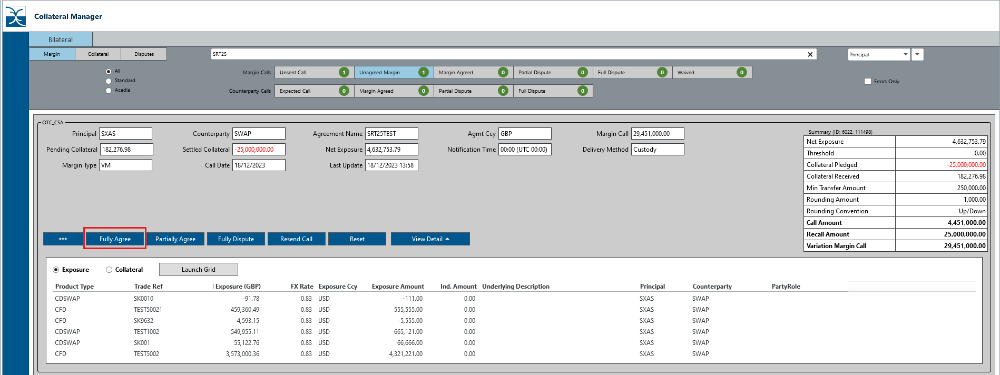 Collateral Manager
Bilateral
Margin Collateral Disputes SRT25 Principal
All
Standard
Acadia
Margin Calls Unsent Call 1 Unagreed Margin 1 Margin Agreed 0 Partial Dispute 0 Full Dispute 0 Waived 0
Errors Only
Counterparty Calls Expected Call 0 Margin Agreed 0 Partial Dispute 0 Full Dispute 0
OTC_CSA
Principal SXAS Counterparty SWAP Agreement Name SRT25TEST Agmt Ccy GBP Margin Call 29,451,000.00
Pending Collateral 182,276.98 Settled Collateral -25,000,000.00 Net Exposure 4,632,753.79 Notification Time 00:00 (UTC 00:00) Delivery Method Custody
Margin Type VM Call Date 18/12/2023 Last Update 18/12/2023 13:58
Summary (ID: 6022, 111498)
Net Exposure 4,632,753.79
Threshold 0.00
Collateral Pledged -25,000,000.00
Collateral Received 182,276.98
Min Transfer Amount 250,000.00
Rounding Amount 1,000.00
Rounding Convention Up/Down
Call Amount 4,451,000.00
Recall Amount 25,000,000.00
Variation Margin Call 29,451,000.00
••• Fully Agree Partially Agree Fully Dispute Resend Call Reset View Detail
Exposure Collateral Launch Grid
Product Type Trade Ref Exposure (GBP) FX Rate Exposure Ccy Exposure Amount Ind. Amount Underlying Description Principal Counterparty PartyRole
CDSWAP SK0010 -91.78 0.83 USD -111.00 0.00 SXAS SWAP
CFD TEST50021 459,360.49 0.83 USD 555,555.00 0.00 SXAS SWAP
CFD SK9632 -4,593.15 0.83 USD -5,555.00 0.00 SXAS SWAP
CDSWAP TEST1002 549,955.11 0.83 USD 665,121.00 0.00 SXAS SWAP
CDSWAP SK001 55,122.76 0.83 USD 66,666.00 0.00 SXAS SWAP
CFD TEST5002 3,573,000.36 0.83 USD 4,321,221.00 0.00 SXAS SWAP